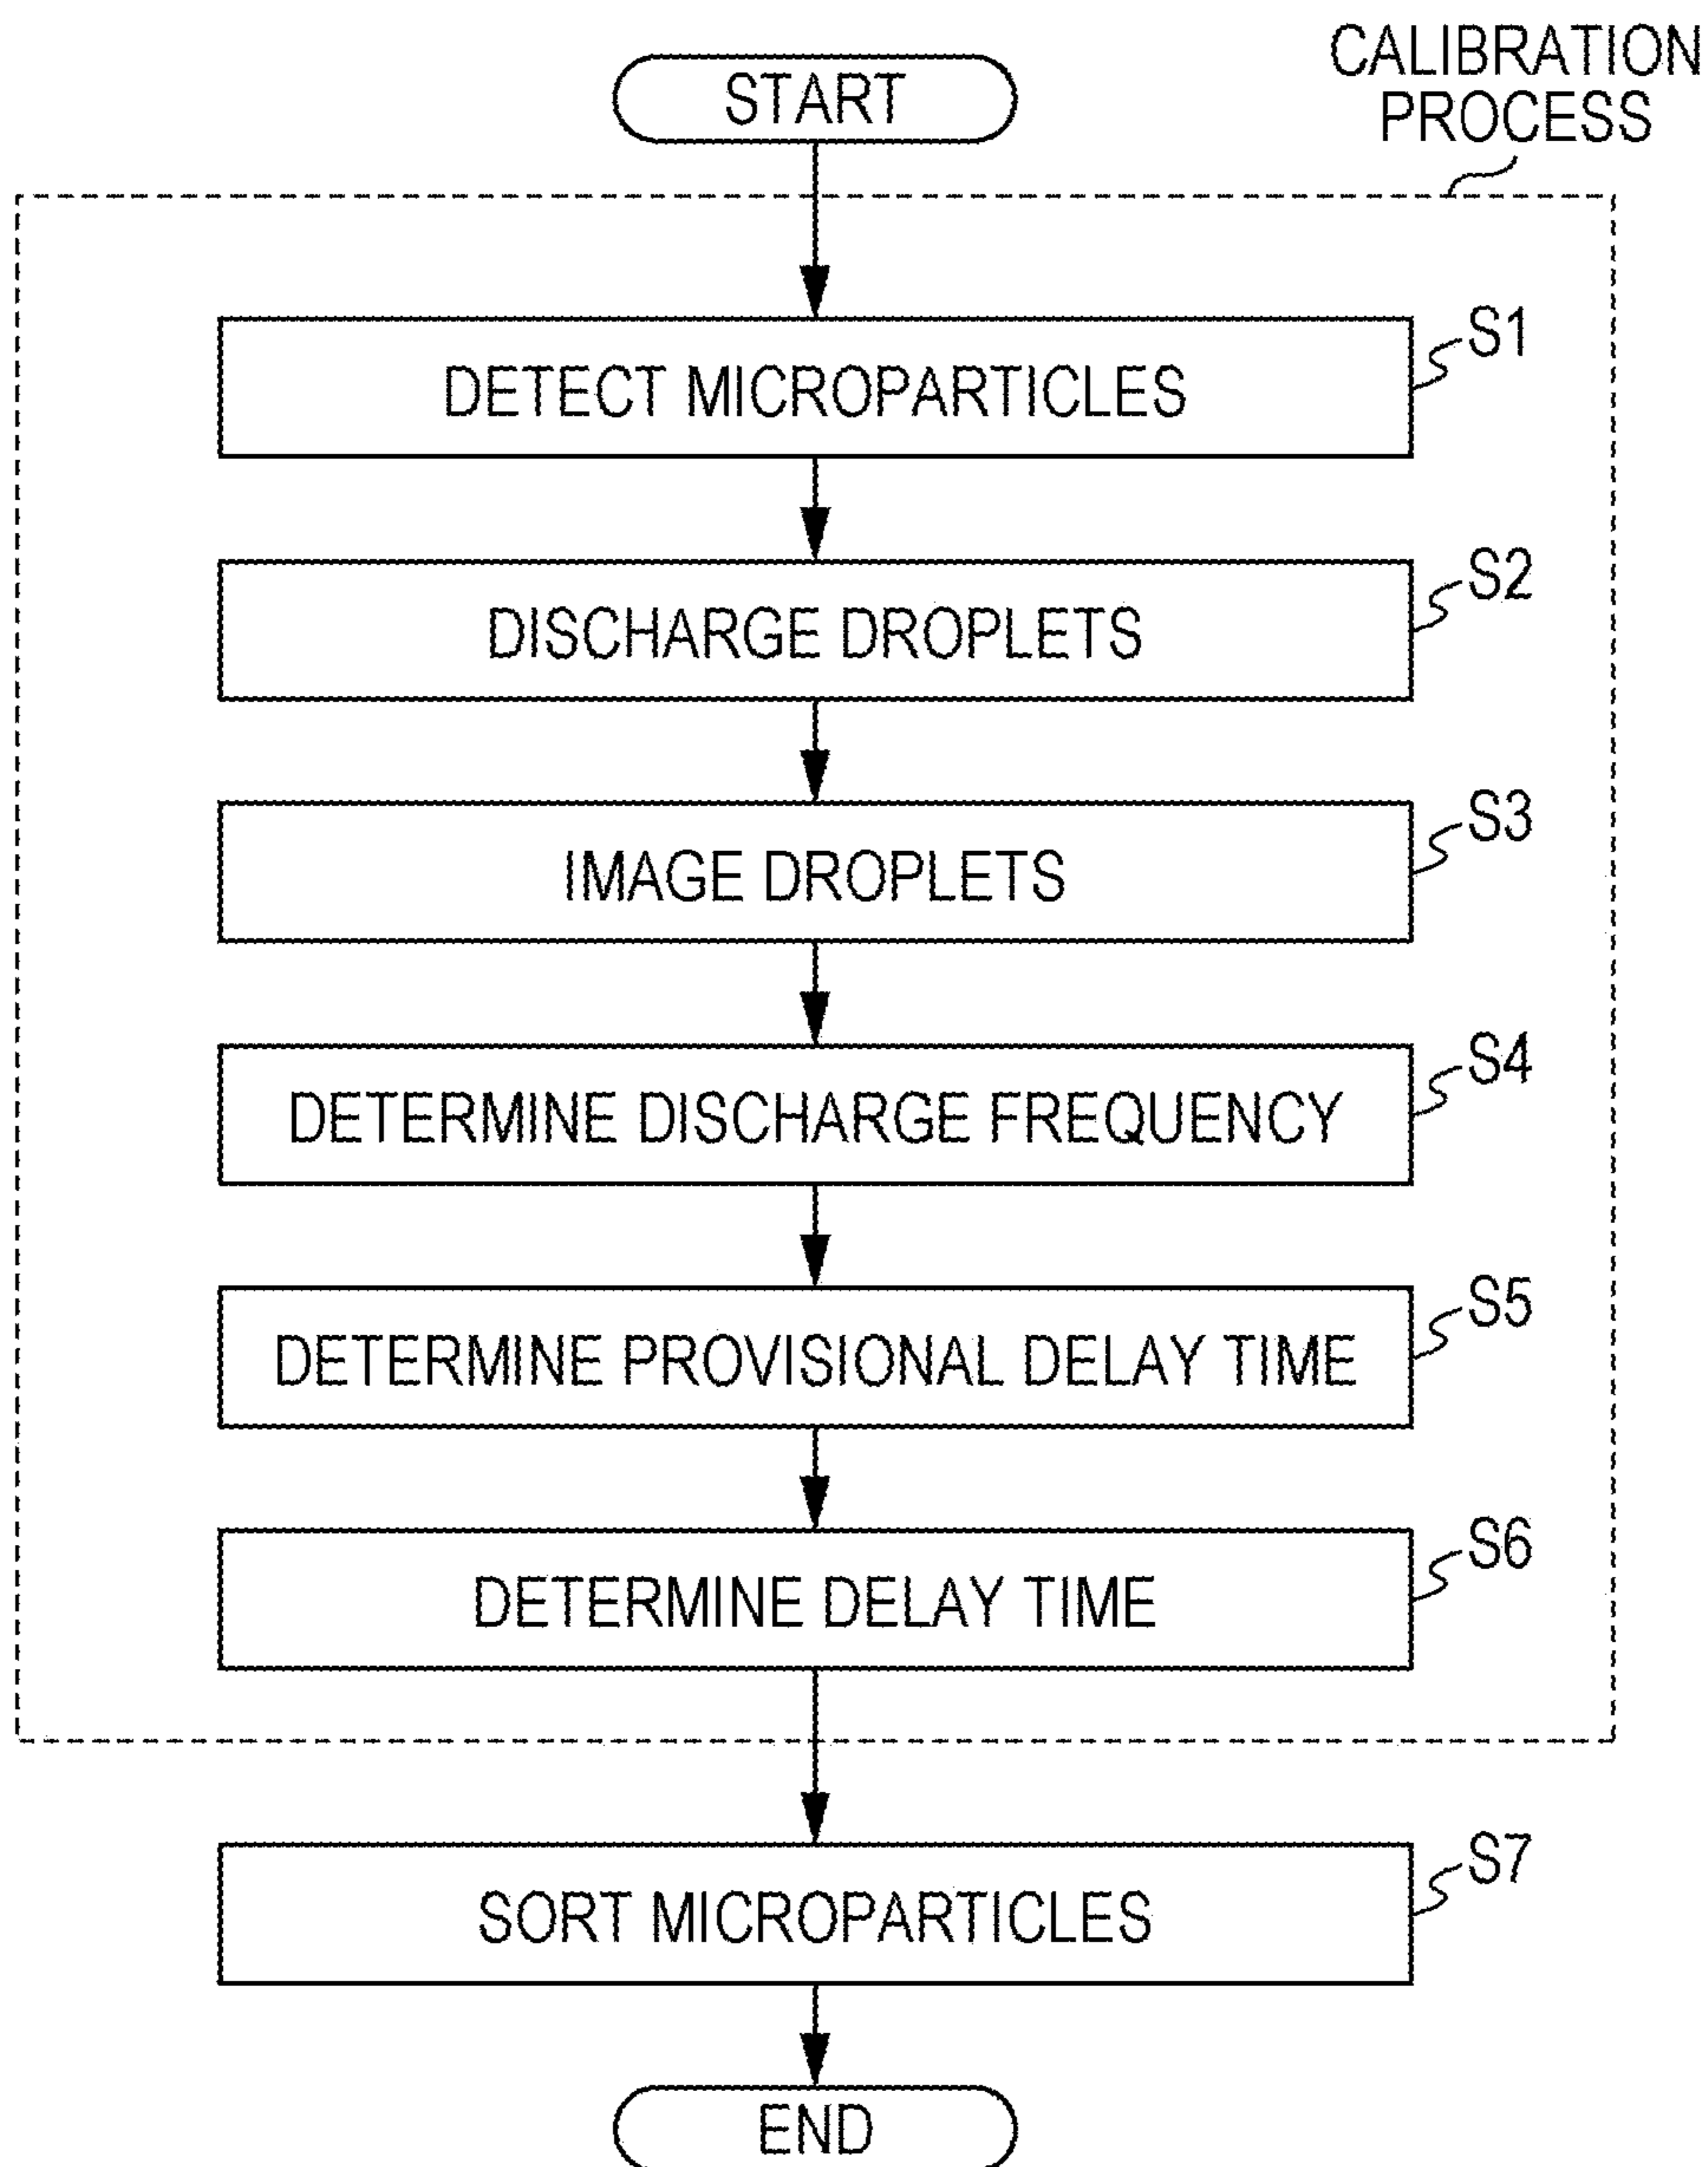 CALIBRATION
PROCESS
START
DETECT MICROPARTICLES
S1
DISCHARGE DROPLETS
S2
IMAGE DROPLETS
S3
DETERMINE DISCHARGE FREQUENCY
S4
DETERMINE PROVISIONAL DELAY TIME
S5
DETERMINE DELAY TIME
S6
SORT MICROPARTICLES
S7
END